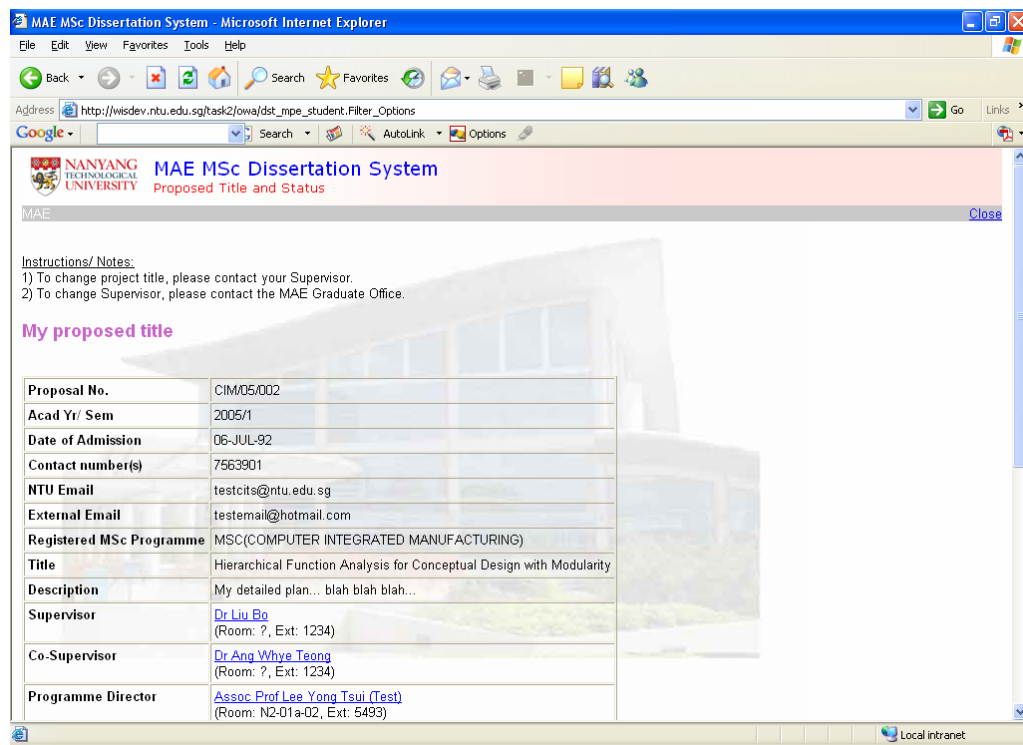 MAE MSc Dissertation System - Microsoft Internet Explorer
File Edit View Favorites Tools Help
Back Search Favorites
Address http://wisdev.ntu.edu.sg/task2/owa/dst_mpe_student.Filter_Options Go Links
Google Search AutoLink Options
NANYANG TECHNOLOGICAL UNIVERSITY
MAE MSc Dissertation System
Proposed Title and Status
MAE Close
Instructions/ Notes:
1) To change project title, please contact your Supervisor.
2) To change Supervisor, please contact the MAE Graduate Office.
My proposed title
Proposal No. CIM/05/002
Acad Yr/ Sem 2005/1
Date of Admission 06-JUL-92
Contact number(s) 7563901
NTU Email testcits@ntu.edu.sg
External Email testemail@hotmail.com
Registered MSc Programme MSC(COMPUTER INTEGRATED MANUFACTURING)
Title Hierarchical Function Analysis for Conceptual Design with Modularity
Description My detailed plan... blah blah blah...
Supervisor Dr Liu Bo
(Room: ?, Ext: 1234)
Co-Supervisor Dr Ang Whye Teong
(Room: ?, Ext: 1234)
Programme Director Assoc Prof Lee Yong Tsui (Test)
(Room: N2-01a-02, Ext: 5493)
Local intranet